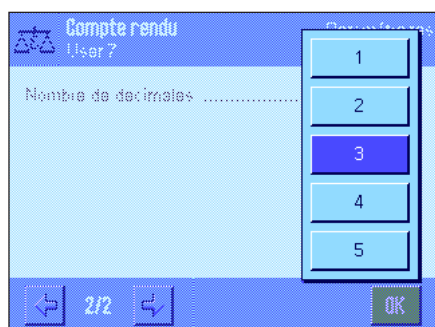 Compte rendu
User 7
Nombre de decimales ..................
1
2
3
4
5
2/2
OK